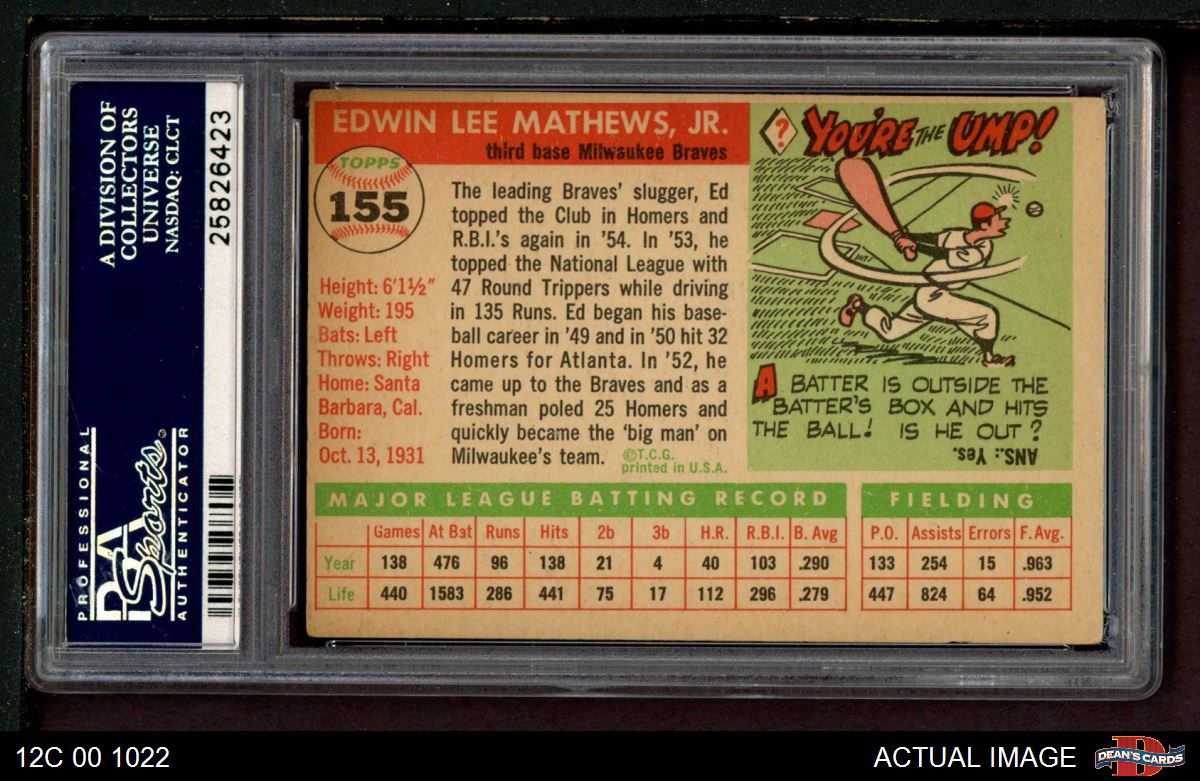 A DIVISION OF
COLLECTORS
UNIVERSE
NASDAQ: CLCT
25826423
PROFESSIONAL
PSA
Sports
AUTHENTICATOR
EDWIN LEE MATHEWS, JR.
third base Milwaukee Braves
TOPPS
155
Height: 6'1½"
Weight: 195
Bats: Left
Throws: Right
Home: Santa
Barbara, Cal.
Born:
Oct. 13, 1931
The leading Braves' slugger, Ed
topped the Club in Homers and
R.B.I.'s again in '54. In '53, he
topped the National League with
47 Round Trippers while driving
in 135 Runs. Ed began his base-
ball career in '49 and in '50 hit 32
Homers for Atlanta. In '52, he
came up to the Braves and as a
freshman poled 25 Homers and
quickly became the 'big man' on
Milwaukee's team.
©T.C.G.
printed in U.S.A.
? YOU'RE THE UMP!
A BATTER IS OUTSIDE THE
BATTER'S BOX AND HITS
THE BALL! IS HE OUT?
ANS.: Yes.
MAJOR LEAGUE BATTING RECORD
Games At Bat Runs Hits 2b 3b H.R. R.B.I. B. Avg
Year 138 476 96 138 21 4 40 103 .290
Life 440 1583 286 441 75 17 112 296 .279
FIELDING
P.O. Assists Errors F. Avg.
133 254 15 .963
447 824 64 .952
12C 00 1022
ACTUAL IMAGE
D
DEAN'S CARDS